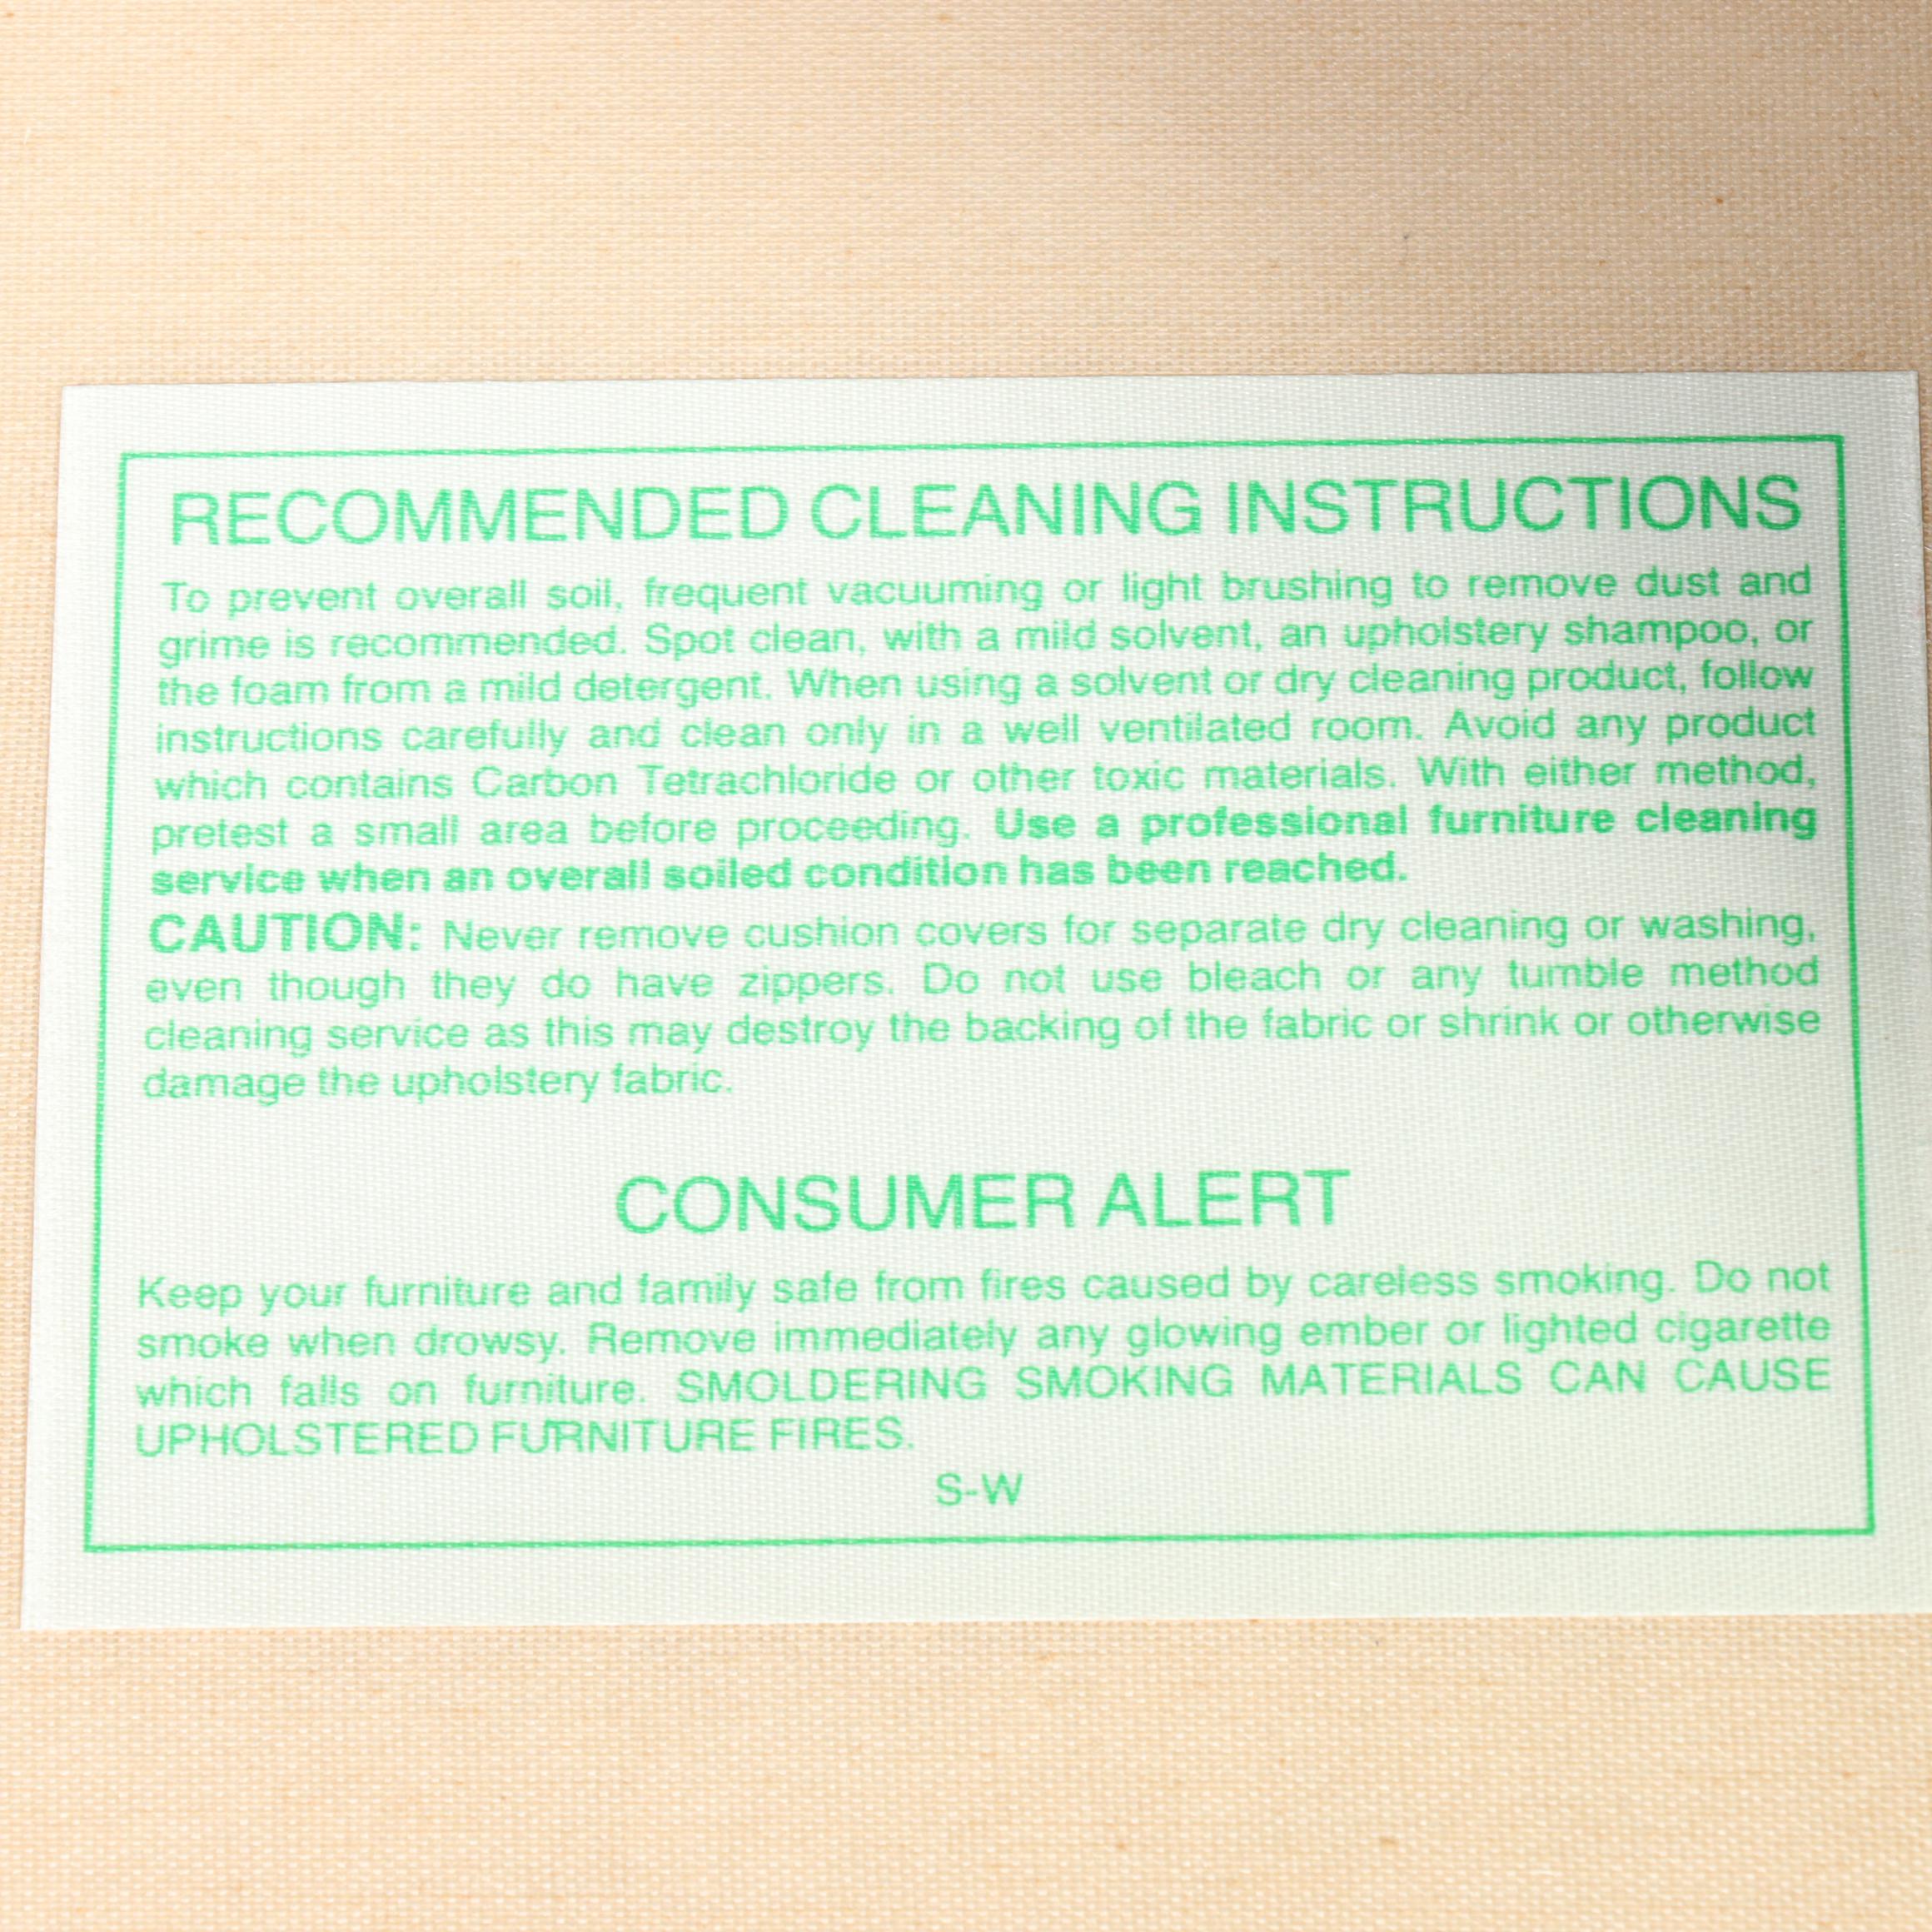 RECOMMENDED CLEANING INSTRUCTIONS
To prevent overall soil, frequent vacuuming or light brushing to remove dust and
grime is recommended. Spot clean, with a mild solvent, an upholstery shampoo, or
the foam from a mild detergent. When using a solvent or dry cleaning product, follow
instructions carefully and clean only in a well ventilated room. Avoid any product
which contains Carbon Tetrachloride or other toxic materials. With either method,
pretest a small area before proceeding. Use a professional furniture cleaning
service when an overall soiled condition has been reached.
CAUTION: Never remove cushion covers for separate dry cleaning or washing,
even though they do have zippers. Do not use bleach or any tumble method
cleaning service as this may destroy the backing of the fabric or shrink or otherwise
damage the upholstery fabric.
CONSUMER ALERT
Keep your furniture and family safe from fires caused by careless smoking. Do not
smoke when drowsy. Remove immediately any glowing ember or lighted cigarette
which falls on furniture. SMOLDERING SMOKING MATERIALS CAN CAUSE
UPHOLSTERED FURNITURE FIRES.
S-W